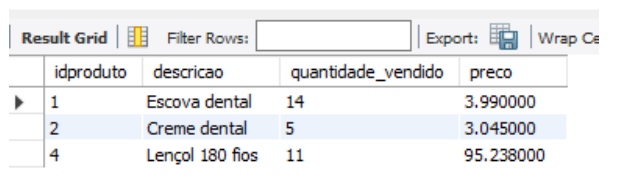 Result Grid Filter Rows: Export: Wrap Ce
idproduto descricao quantidade_vendido preco
1 Escova dental 14 3.990000
2 Creme dental 5 3.045000
4 Lençol 180 fios 11 95.238000